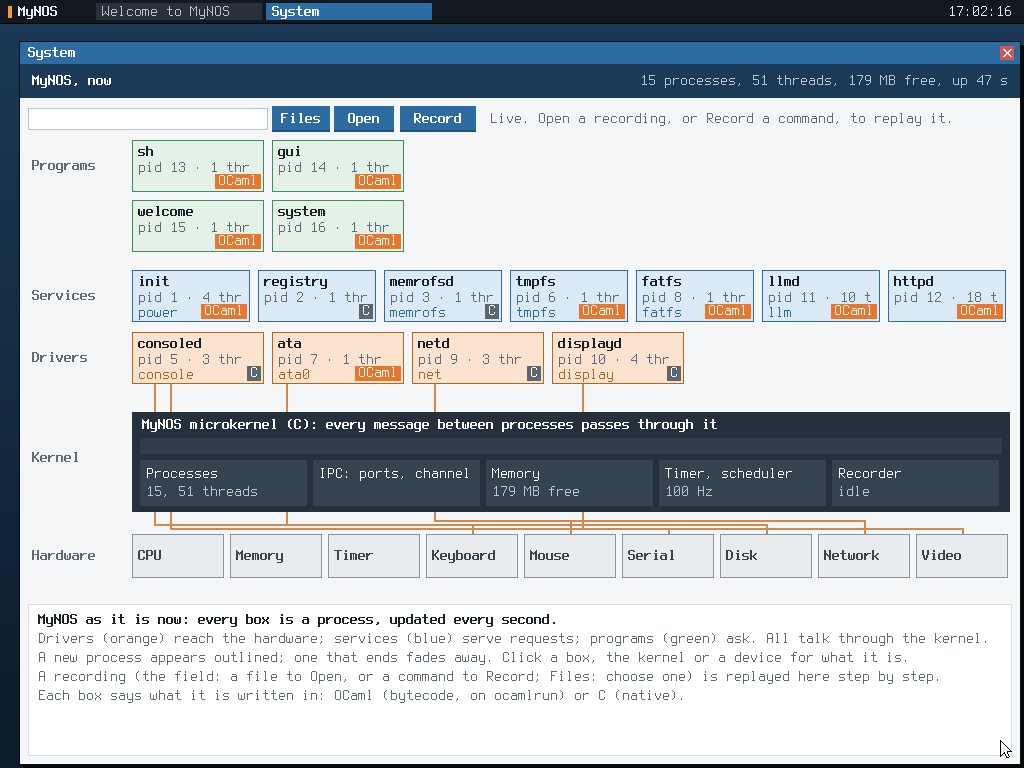 MyNOS Welcome to MyNOS System 17:02:16
System
MyNOS, now 15 processes, 51 threads, 179 MB free, up 47 s
Files Open Record Live. Open a recording, or Record a command, to replay it.
Programs
sh
pid 13 · 1 thr
OCaml
gui
pid 14 · 1 thr
OCaml
welcome
pid 15 · 1 thr
OCaml
system
pid 16 · 1 thr
OCaml
Services
init
pid 1 · 4 thr
power OCaml
registry
pid 2 · 1 thr
C
memrofsd
pid 3 · 1 thr
memrofs C
tmpfs
pid 6 · 1 thr
tmpfs OCaml
fatfs
pid 8 · 1 thr
fatfs OCaml
llmd
pid 11 · 10 t
llm OCaml
httpd
pid 12 · 18 t
OCaml
Drivers
consoled
pid 5 · 3 thr
console C
ata
pid 7 · 1 thr
ata0 OCaml
netd
pid 9 · 3 thr
net C
displayd
pid 10 · 4 thr
display C
Kernel
MyNOS microkernel (C): every message between processes passes through it
Processes
15, 51 threads
IPC: ports, channel
Memory
179 MB free
Timer, scheduler
100 Hz
Recorder
idle
Hardware
CPU Memory Timer Keyboard Mouse Serial Disk Network Video
MyNOS as it is now: every box is a process, updated every second.
Drivers (orange) reach the hardware; services (blue) serve requests; programs (green) ask. All talk through the kernel.
A new process appears outlined; one that ends fades away. Click a box, the kernel or a device for what it is.
A recording (the field: a file to Open, or a command to Record; Files: choose one) is replayed here step by step.
Each box says what it is written in: OCaml (bytecode, on ocamlrun) or C (native).